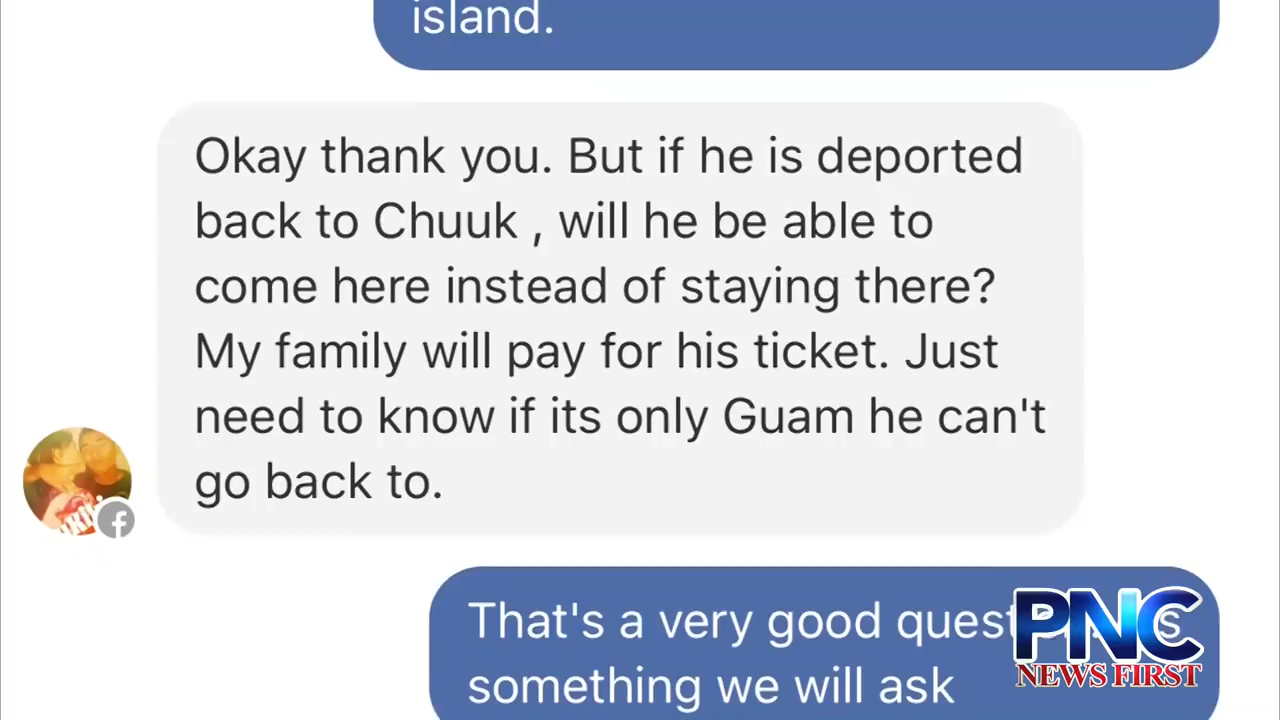 island.
Okay thank you. But if he is deported
back to Chuuk , will he be able to
come here instead of staying there?
My family will pay for his ticket. Just
need to know if its only Guam he can't
go back to.
That's a very good
something we will ask
PNC
NEWS FIRST